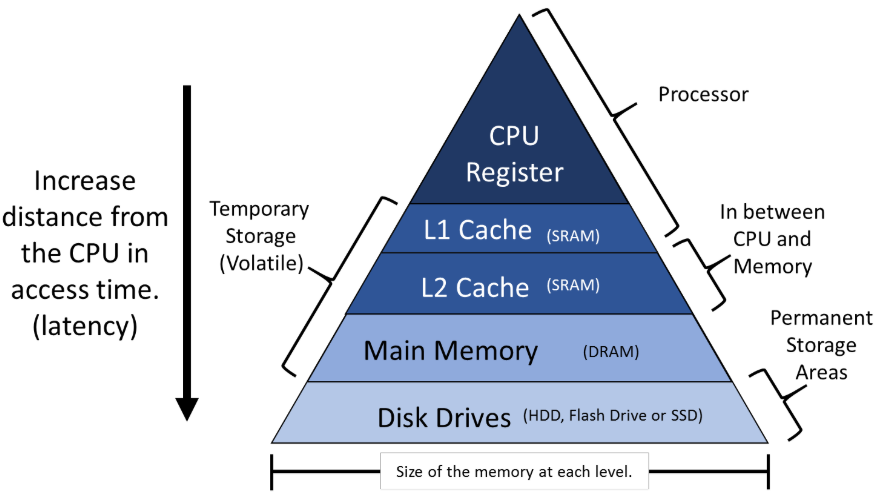 Processor
CPU
Register
Increase
distance from
the CPU in
access time.
(latency)
Temporary
Storage
(Volatile)
L1 Cache (SRAM)
In between
CPU and
Memory
L2 Cache (SRAM)
Permanent
Storage
Areas
Main Memory (DRAM)
Disk Drives (HDD, Flash Drive or SSD)
Size of the memory at each level.